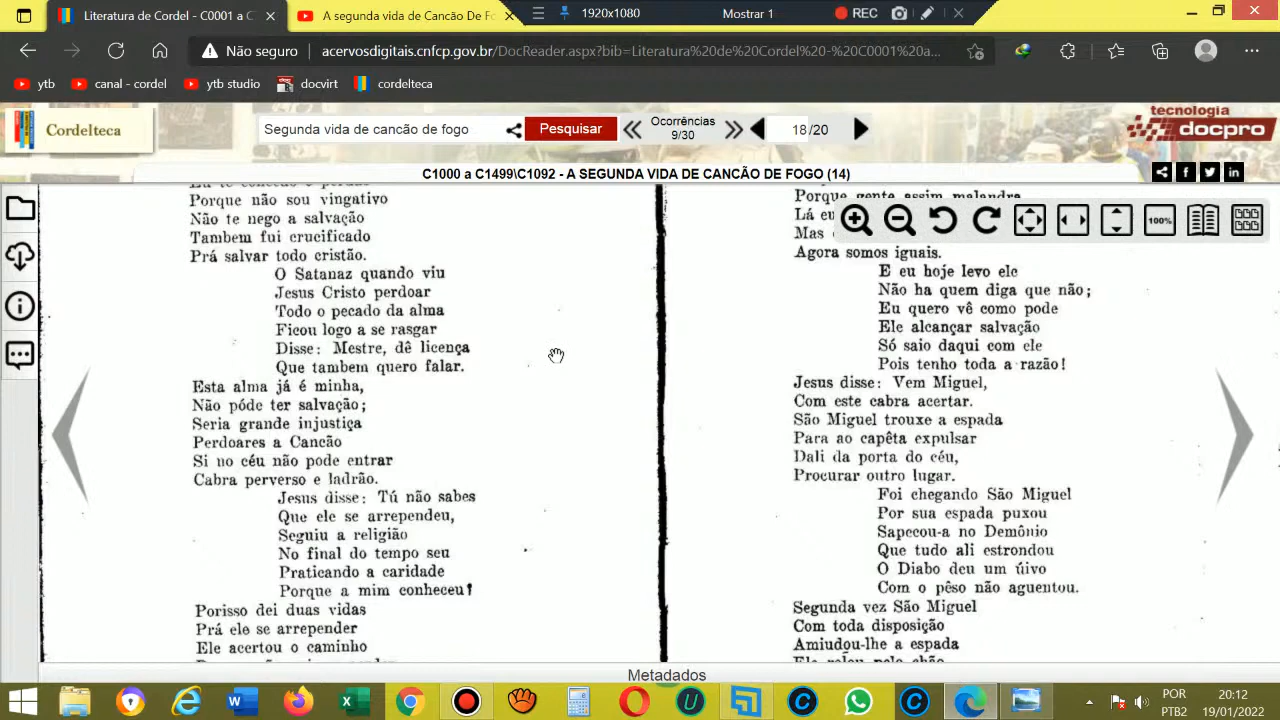 Literatura de Cordel - C0001 a C
A segunda vida de Cancão De Fo
1920x1080
Mostrar 1
REC
Não seguro
acervosdigitais.cnfcp.gov.br/DocReader.aspx?bib=Literatura%20de%20Cordel%20-%20C0001%20a...
ytb
canal - cordel
ytb studio
docvirt
cordelteca
Cordelteca
Segunda vida de cancão de fogo
Pesquisar
Ocorrências
9/30
18 /20
tecnologia
docpro
C1000 a C1499\C1092 - A SEGUNDA VIDA DE CANCÃO DE FOGO (14)
Porque não sou vingativo
Não te nego a salvação
Tambem fui crucificado
Prá salvar todo cristão.
O Satanaz quando viu
Jesus Cristo perdoar
Todo o pecado da alma
Ficou logo a se rasgar
Disse: Mestre, dê licença
Que tambem quero falar.
Esta alma já é minha,
Não póde ter salvação;
Seria grande injustiça
Perdoares a Cancão
Si no céu não pode entrar
Cabra perverso e ladrão.
Jesus disse: Tú não sabes
Que ele se arrependeu,
Seguiu a religião
No final do tempo seu
Praticando a caridade
Porque a mim conheceu!
Porisso dei duas vidas
Prá ele se arrepender
Ele acertou o caminho
Porque gente assim malandra
Lá eu
Mas
Agora somos iguais.
E eu hoje levo ele
Não ha quem diga que não;
Eu quero vê como pode
Ele alcançar salvação
Só saio daqui com ele
Pois tenho toda a razão!
Jesus disse: Vem Miguel,
Com este cabra acertar.
São Miguel trouxe a espada
Para ao capêta expulsar
Dali da porta do céu,
Procurar outro lugar.
Foi chegando São Miguel
Por sua espada puxou
Sapecou-a no Demônio
Que tudo ali estrondou
O Diabo deu um úivo
Com o pêso não aguentou.
Segunda vez São Miguel
Com toda disposição
Amiudou-lhe a espada
Ele rolou pelo chão
100%
Metadados
POR
PTB2
20:12
19/01/2022